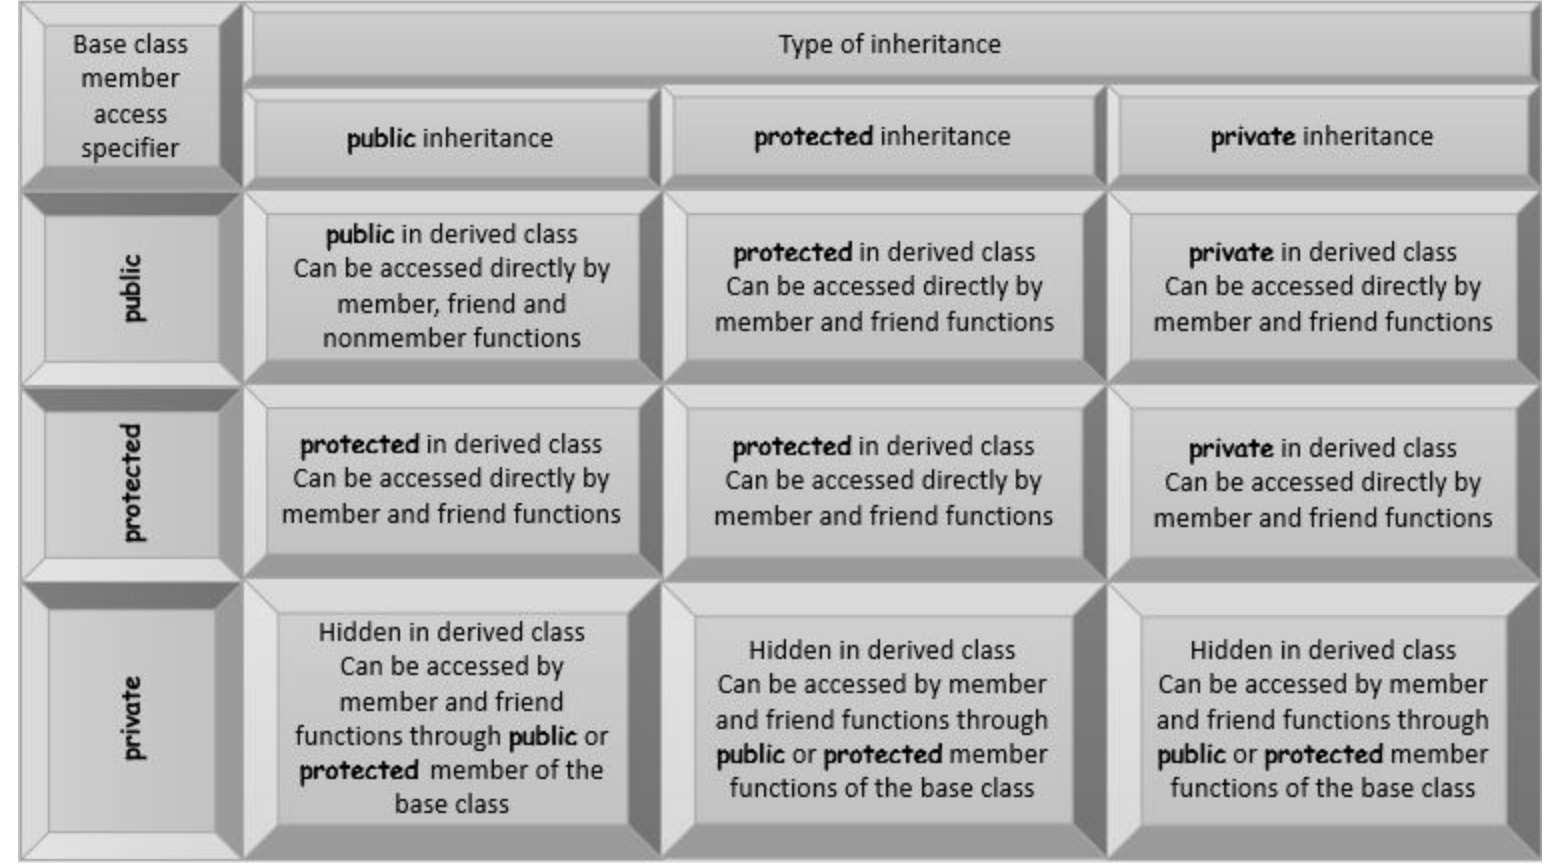 Base class
member
access
specifier
Type of inheritance
public inheritance
protected inheritance
private inheritance
public
public in derived class
Can be accessed directly by
member, friend and
nonmember functions
protected in derived class
Can be accessed directly by
member and friend functions
private in derived class
Can be accessed directly by
member and friend functions
protected
protected in derived class
Can be accessed directly by
member and friend functions
protected in derived class
Can be accessed directly by
member and friend functions
private in derived class
Can be accessed directly by
member and friend functions
private
Hidden in derived class
Can be accessed by
member and friend
functions through public or
protected member of the
base class
Hidden in derived class
Can be accessed by member
and friend functions through
public or protected member
functions of the base class
Hidden in derived class
Can be accessed by member
and friend functions through
public or protected member
functions of the base class